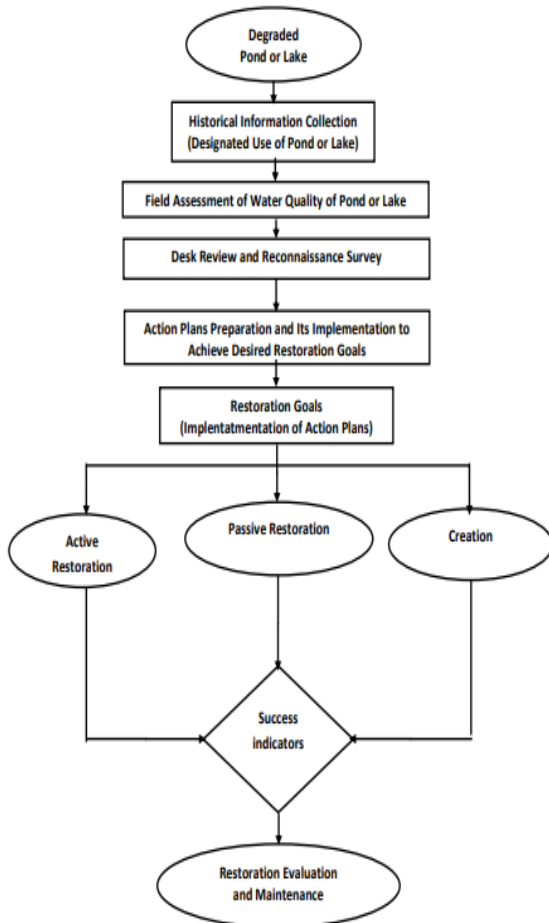 Degraded
Pond or Lake
Historical Information Collection
(Designated Use of Pond or Lake)
Field Assessment of Water Quality of Pond or Lake
Desk Review and Reconnaissance Survey
Action Plans Preparation and Its Implementation to
Achieve Desired Restoration Goals
Restoration Goals
(Implentatmentation of Action Plans)
Active
Restoration
Passive Restoration
Creation
Success
indicators
Restoration Evaluation
and Maintenance